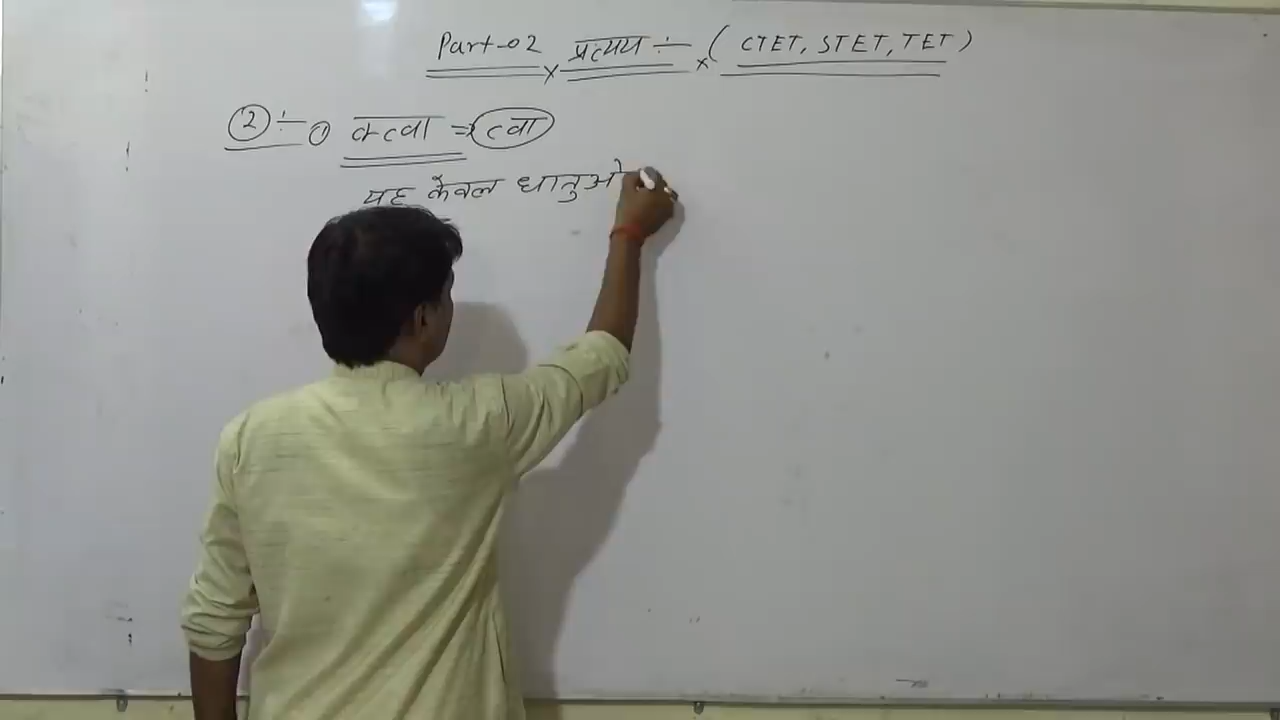 Part-02 प्रत्यय ÷ ( CTET, STET, TET )
② ÷ ① क्त्वा = त्वा
यह केवल धातुओ